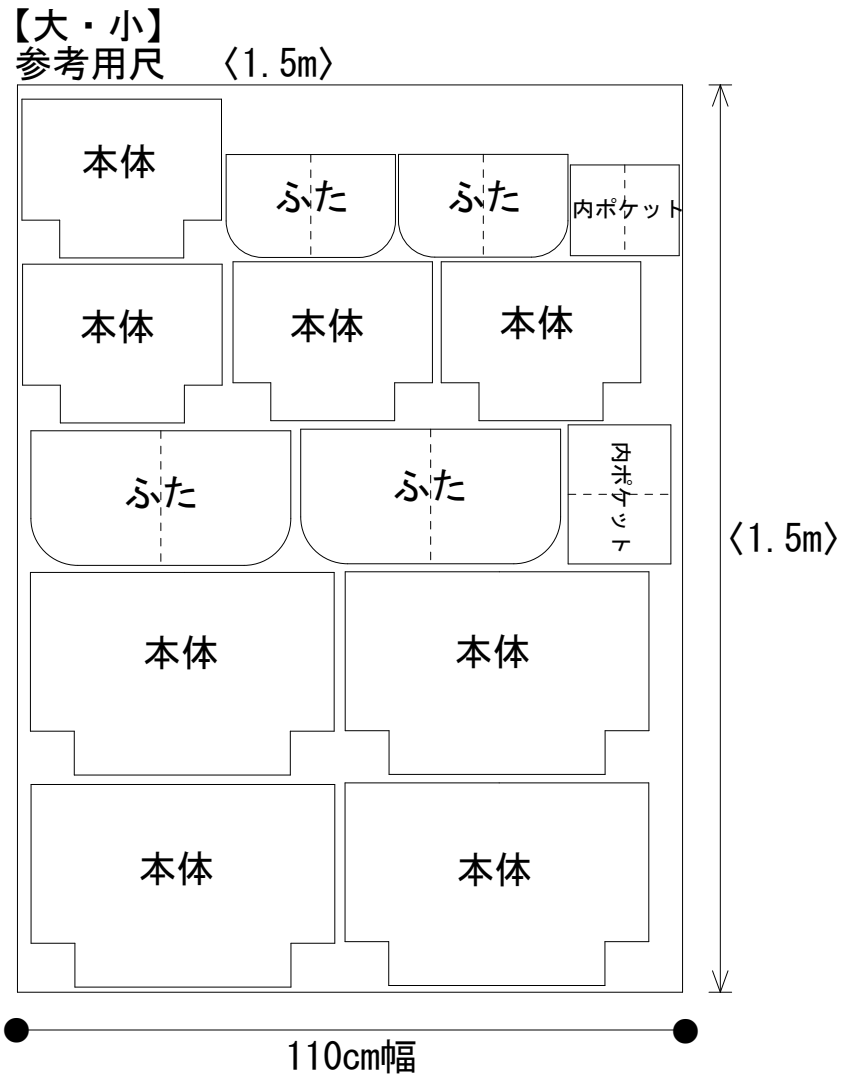 【大・小】
参考用尺 〈1.5m〉
本体
ふた
ふた
内ポケット
本体
本体
本体
ふた
ふた
内ポケット
本体
本体
〈1.5m〉
本体
本体
110cm幅